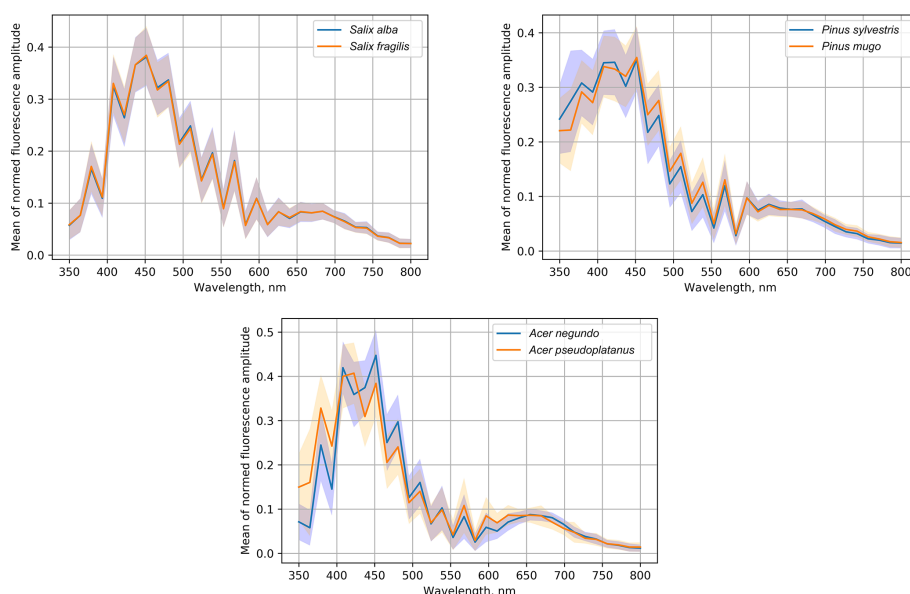 Salix alba
Salix fragilis
Mean of normed fluorescence amplitude
0.4
0.3
0.2
0.1
0.0
350 400 450 500 550 600 650 700 750 800
Wavelength, nm
Pinus sylvestris
Pinus mugo
Mean of normed fluorescence amplitude
0.4
0.3
0.2
0.1
0.0
350 400 450 500 550 600 650 700 750 800
Wavelength, nm
Acer negundo
Acer pseudoplatanus
Mean of normed fluorescence amplitude
0.5
0.4
0.3
0.2
0.1
0.0
350 400 450 500 550 600 650 700 750 800
Wavelength, nm